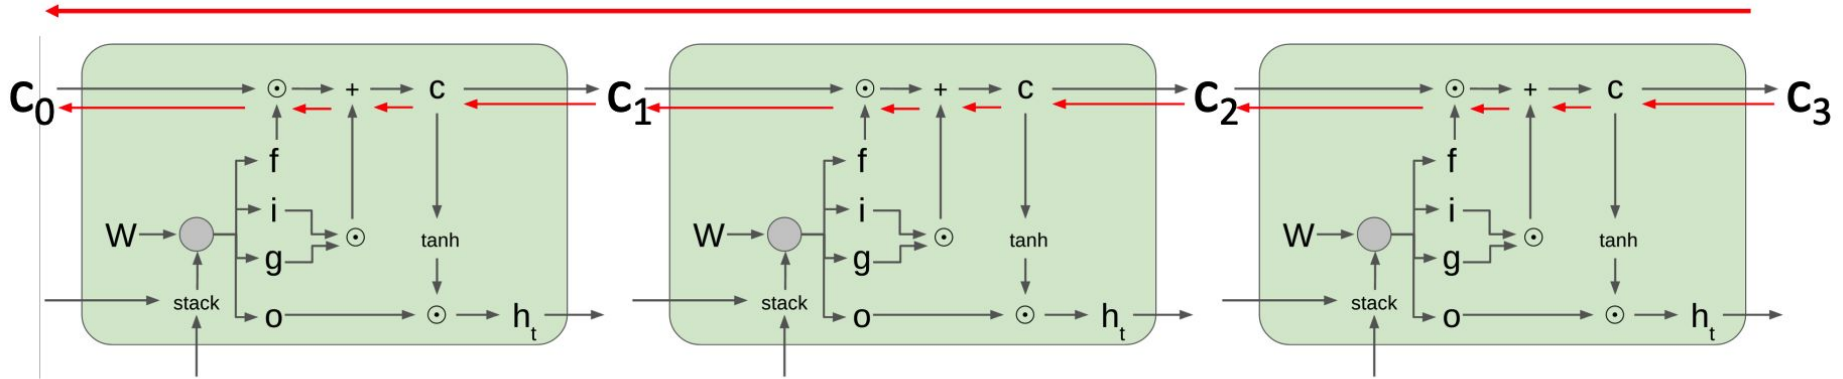 C0 ⊙ + c C1 ⊙ + c C2 ⊙ + c C3
f f f
i i i
W ⊙ tanh W ⊙ tanh W ⊙ tanh
g g g
stack stack stack
o ⊙ ht o ⊙ ht o ⊙ ht